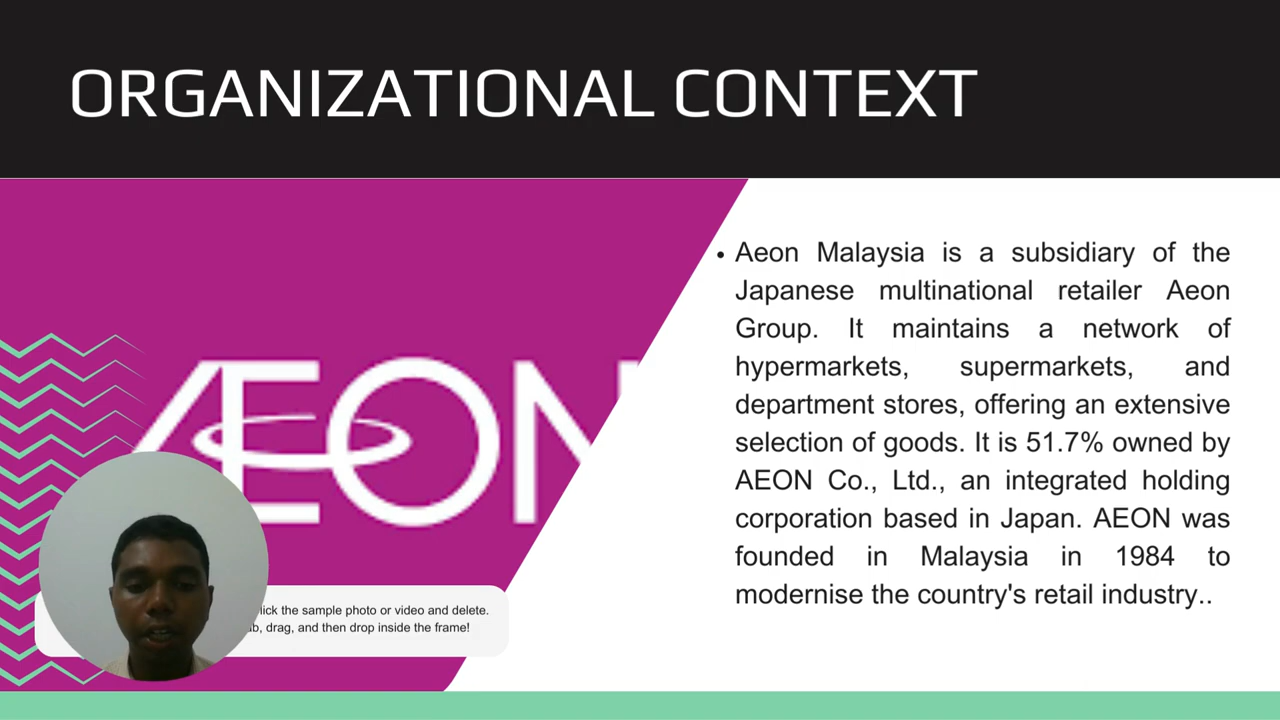 ORGANIZATIONAL CONTEXT
• Aeon Malaysia is a subsidiary of the
Japanese multinational retailer Aeon
Group. It maintains a network of
hypermarkets, supermarkets, and
department stores, offering an extensive
selection of goods. It is 51.7% owned by
AEON Co., Ltd., an integrated holding
corporation based in Japan. AEON was
founded in Malaysia in 1984 to
modernise the country's retail industry..
ÆON
the sample photo or video and delete.
drag, and then drop inside the frame!